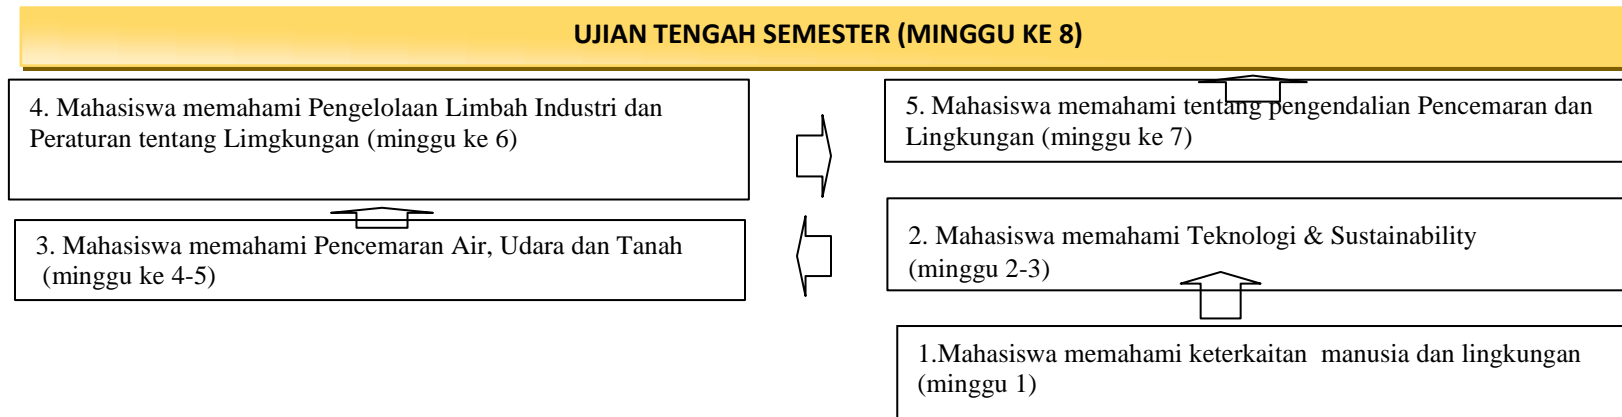 UJIAN TENGAH SEMESTER (MINGGU KE 8)
4. Mahasiswa memahami Pengelolaan Limbah Industri dan
Peraturan tentang Limgkungan (minggu ke 6)
5. Mahasiswa memahami tentang pengendalian Pencemaran dan
Lingkungan (minggu ke 7)
3. Mahasiswa memahami Pencemaran Air, Udara dan Tanah
(minggu ke 4-5)
2. Mahasiswa memahami Teknologi & Sustainability
(minggu 2-3)
1.Mahasiswa memahami keterkaitan manusia dan lingkungan
(minggu 1)